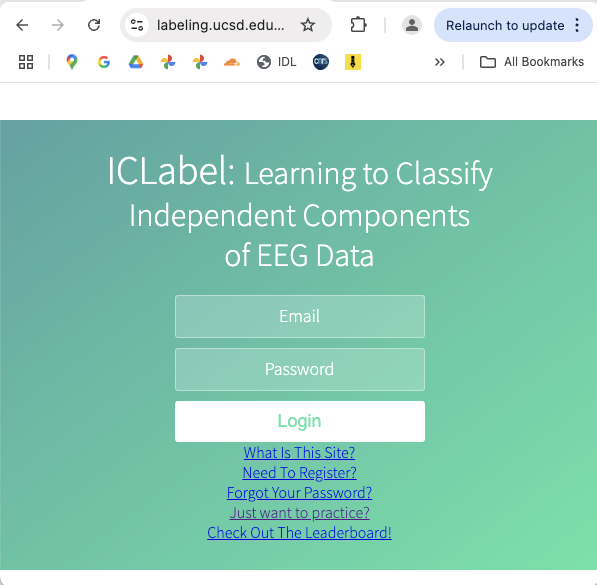 labeling.ucsd.edu...
Relaunch to update
IDL
cnrs
All Bookmarks
ICLabel: Learning to Classify
Independent Components
of EEG Data
Email
Password
Login
What Is This Site?
Need To Register?
Forgot Your Password?
Just want to practice?
Check Out The Leaderboard!